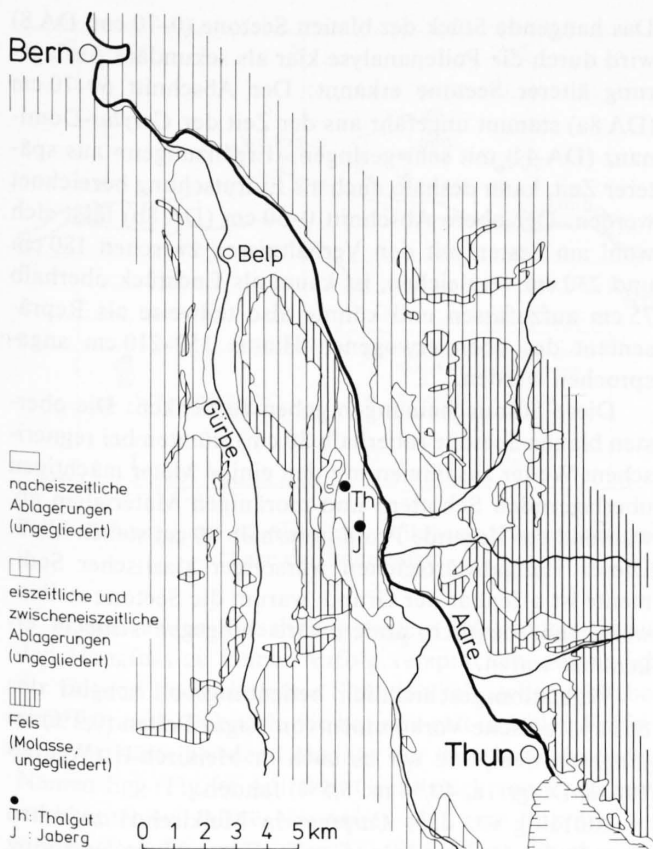 Bern
Belp
Gürbe
Th
J
Aare
Thun
nacheiszeitliche
Ablagerungen
(ungegliedert)
eiszeitliche und
zwischeneiszeitliche
Ablagerungen
(ungegliedert)
Fels
(Molasse,
ungegliedert)
Th : Thalgut
J : Jaberg
0 1 2 3 4 5 km